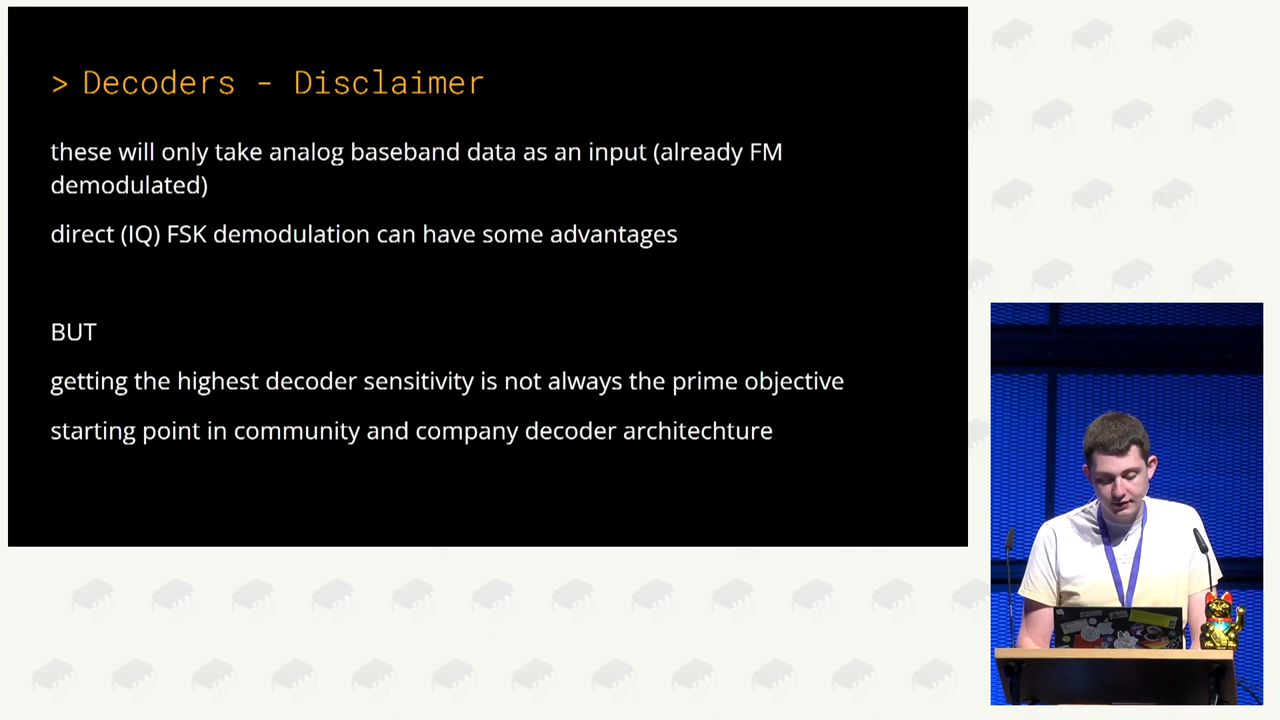 > Decoders - Disclaimer
these will only take analog baseband data as an input (already FM
demodulated)
direct (IQ) FSK demodulation can have some advantages
BUT
getting the highest decoder sensitivity is not always the prime objective
starting point in community and company decoder architechture